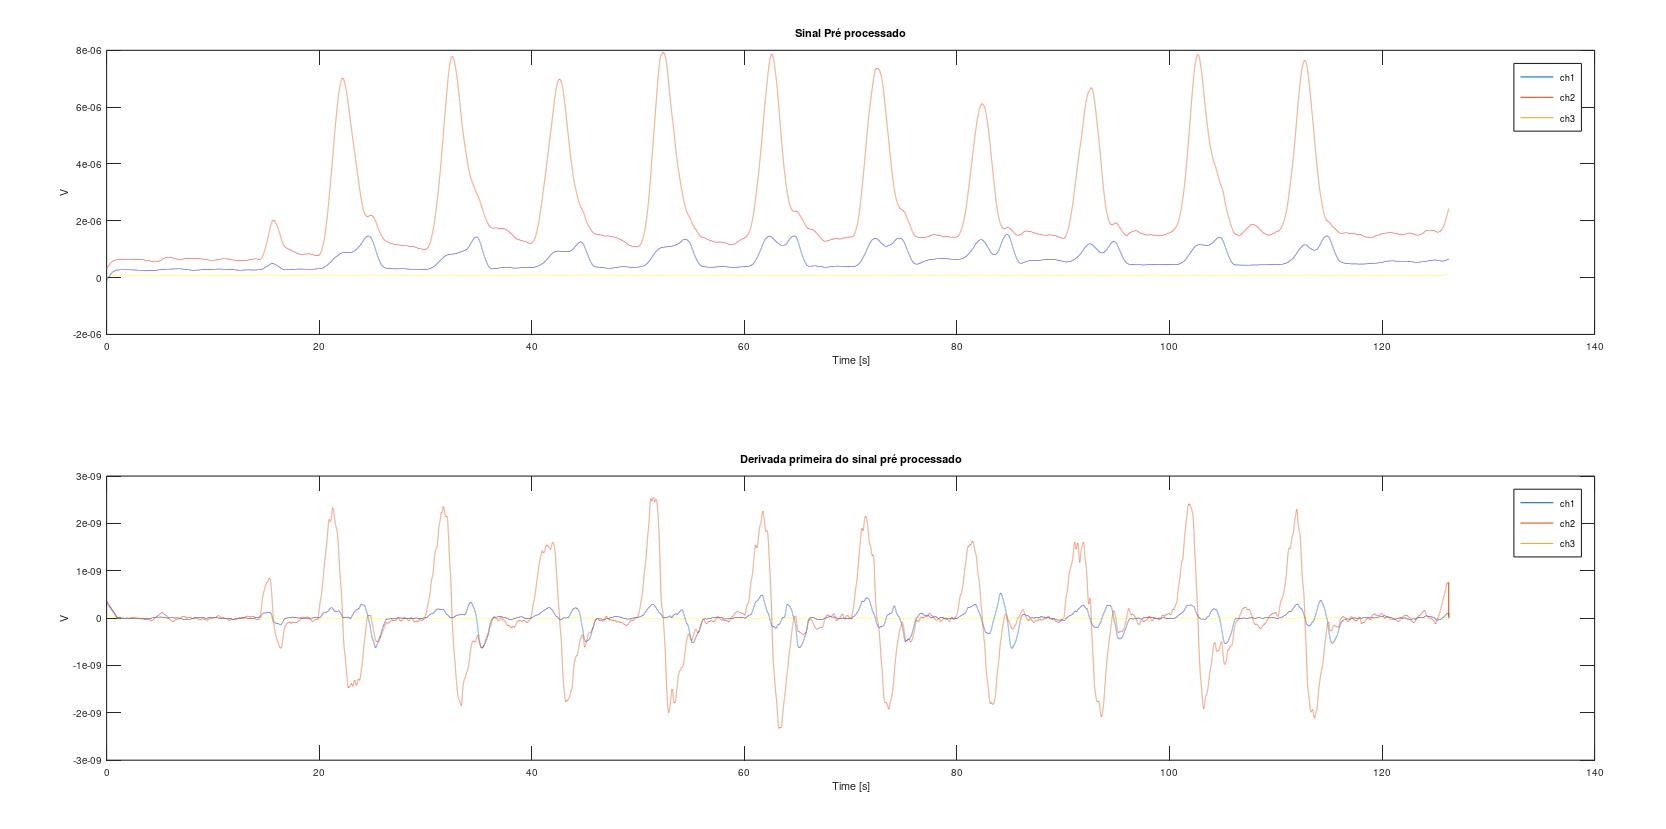 Sinal Pré processado
8e-06
6e-06
4e-06
2e-06
0
-2e-06
V
0 20 40 60 80 100 120 140
Time [s]
ch1
ch2
ch3
Derivada primeira do sinal pré processado
3e-09
2e-09
1e-09
0
-1e-09
-2e-09
-3e-09
V
0 20 40 60 80 100 120 140
Time [s]
ch1
ch2
ch3